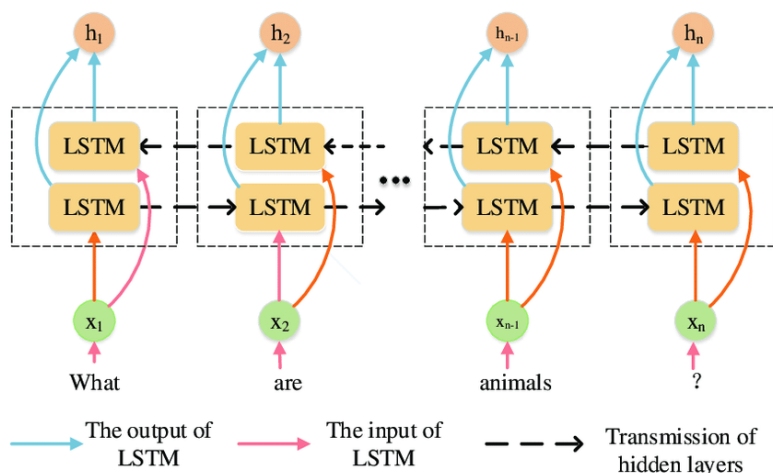 h₁ h₂ hₙ₋₁ hₙ
LSTM LSTM LSTM LSTM
...
LSTM LSTM LSTM LSTM
x₁ x₂ xₙ₋₁ xₙ
What are animals ?
The output of LSTM
The input of LSTM
Transmission of hidden layers